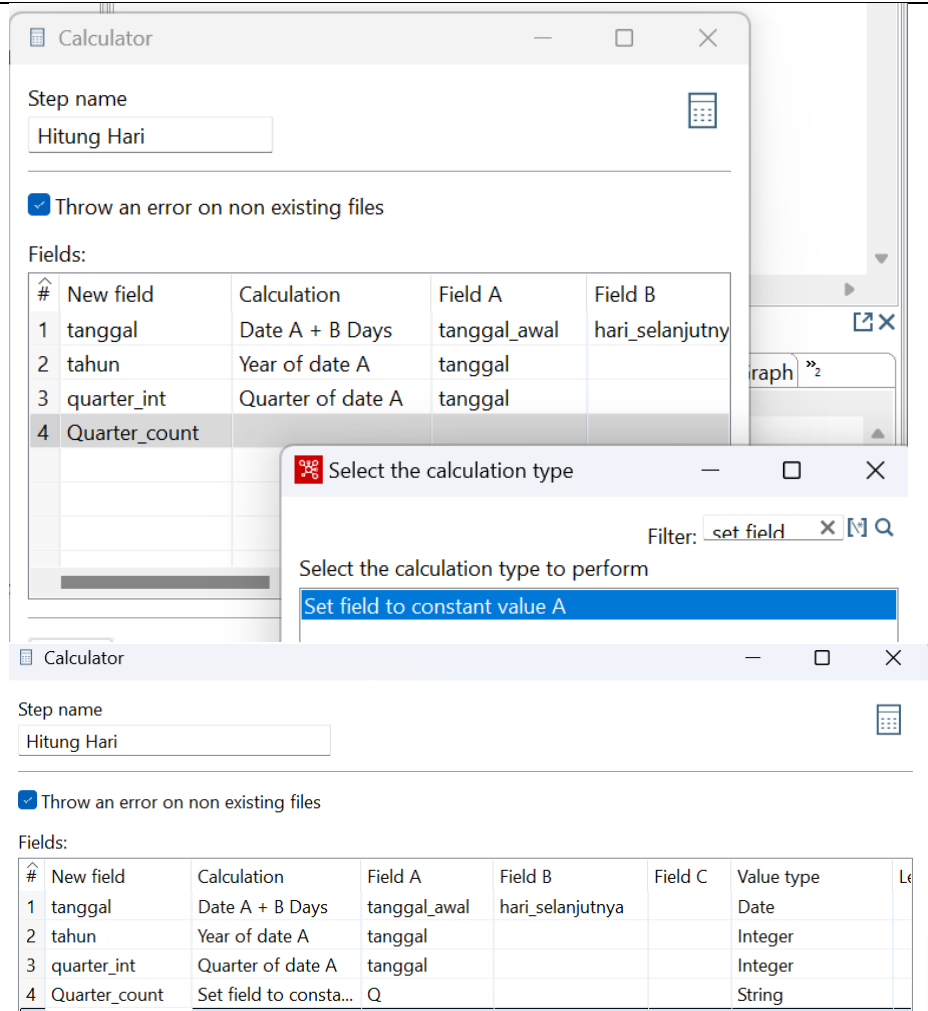 Calculator
Step name
Hitung Hari
Throw an error on non existing files
Fields:
# New field Calculation Field A Field B
1 tanggal Date A + B Days tanggal_awal hari_selanjutny
2 tahun Year of date A tanggal
3 quarter_int Quarter of date A tanggal
4 Quarter_count
raph »2
Select the calculation type
Filter: set field
Select the calculation type to perform
Set field to constant value A
Calculator
Step name
Hitung Hari
Throw an error on non existing files
Fields:
# New field Calculation Field A Field B Field C Value type Le
1 tanggal Date A + B Days tanggal_awal hari_selanjutnya Date
2 tahun Year of date A tanggal Integer
3 quarter_int Quarter of date A tanggal Integer
4 Quarter_count Set field to consta... Q String